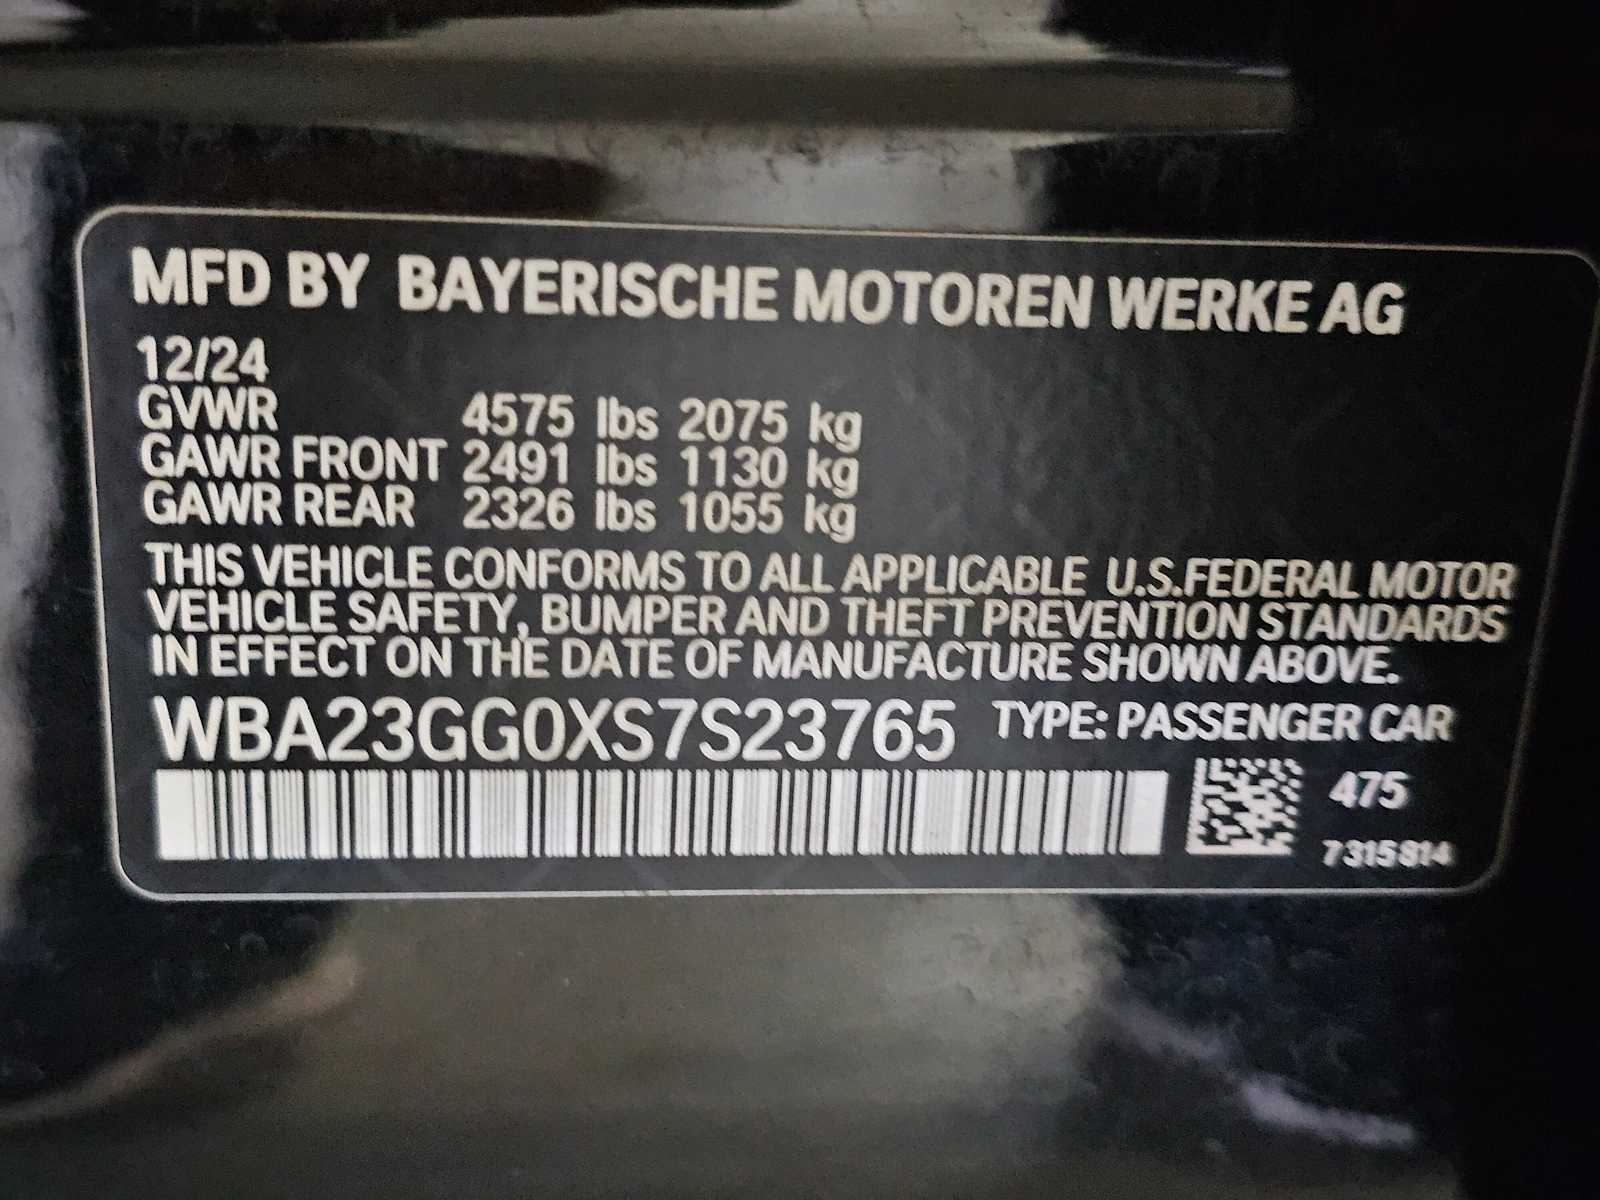 MFD BY BAYERISCHE MOTOREN WERKE AG
12/24
GVWR 4575 lbs 2075 kg
GAWR FRONT 2491 lbs 1130 kg
GAWR REAR 2326 lbs 1055 kg
THIS VEHICLE CONFORMS TO ALL APPLICABLE U.S.FEDERAL MOTOR
VEHICLE SAFETY, BUMPER AND THEFT PREVENTION STANDARDS
IN EFFECT ON THE DATE OF MANUFACTURE SHOWN ABOVE.
WBA23GG0XS7S23765 TYPE: PASSENGER CAR
475
7315814